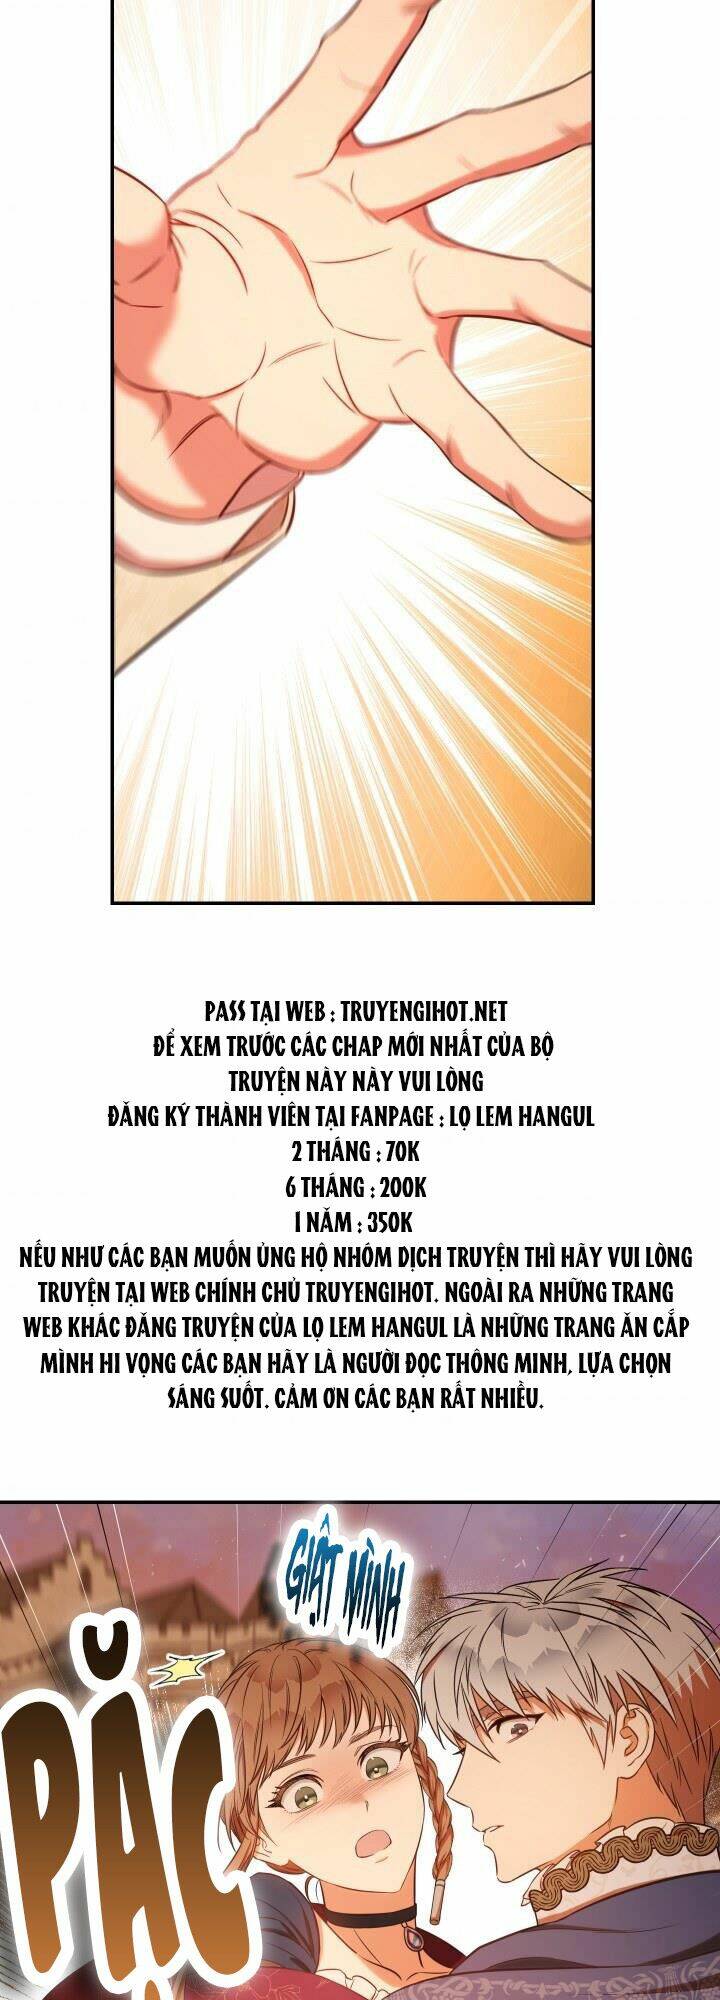 PASS TẠI WEB : TRUYENGIHOT.NET
ĐỂ XEM TRƯỚC CÁC CHAP MỚI NHẤT CỦA BỘ
TRUYỆN NÀY NÀY VUI LÒNG
ĐĂNG KÝ THÀNH VIÊN TẠI FANPAGE : LỌ LEM HANGUL
2 THÁNG : 70K
6 THÁNG : 200K
1 NĂM : 350K
NẾU NHƯ CÁC BẠN MUỐN ỦNG HỘ NHÓM DỊCH TRUYỆN THÌ HÃY VUI LÒNG
TRUYỆN TẠI WEB CHÍNH CHỦ TRUYENGIHOT. NGOÀI RA NHỮNG TRANG
WEB KHÁC ĐĂNG TRUYỆN CỦA LỌ LEM HANGUL LÀ NHỮNG TRANG ĂN CẮP
MÌNH HI VỌNG CÁC BẠN HÃY LÀ NGƯỜI ĐỌC THÔNG MINH, LỰA CHỌN
SÁNG SUỐT. CẢM ƠN CÁC BẠN RẤT NHIỀU.
GIẬT MÌNH
PẶC